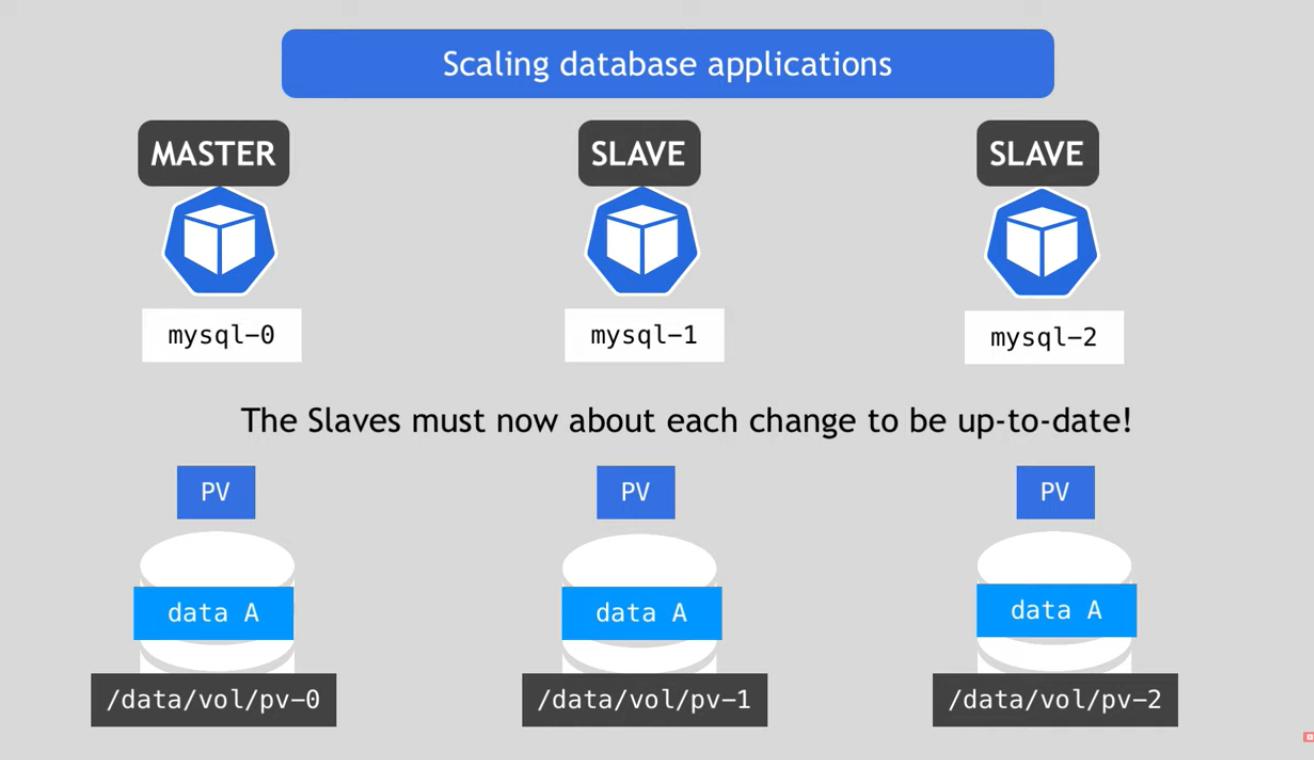 Scaling database applications
MASTER
SLAVE
SLAVE
mysql-0
mysql-1
mysql-2
The Slaves must now about each change to be up-to-date!
PV
PV
PV
data A
data A
data A
/data/vol/pv-0
/data/vol/pv-1
/data/vol/pv-2